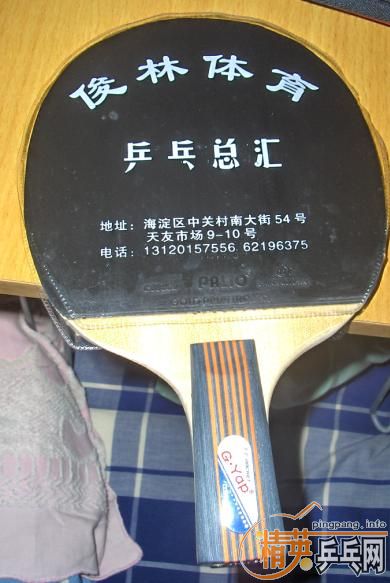 俊林体育
乒乓总汇
地址：海淀区中关村南大街54号
天友市场9-10号
电话：13120157556 62196375
PALIO
pingpang.info
精英乒乓网